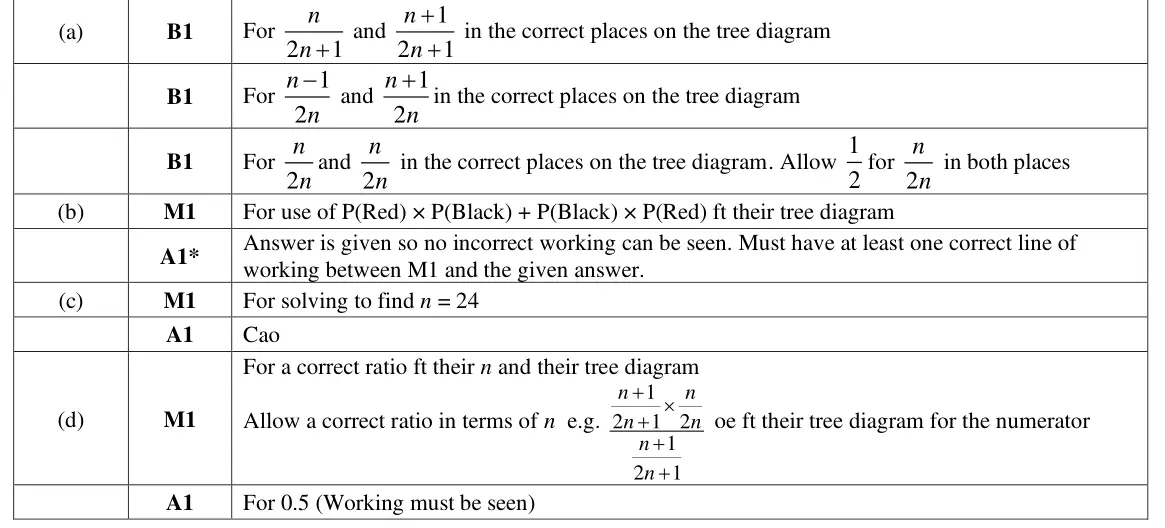 (a) B1 For n/(2n+1) and (n+1)/(2n+1) in the correct places on the tree diagram
B1 For (n−1)/2n and (n+1)/2n in the correct places on the tree diagram
B1 For n/2n and n/2n in the correct places on the tree diagram. Allow 1/2 for n/2n in both places
(b) M1 For use of P(Red) × P(Black) + P(Black) × P(Red) ft their tree diagram
A1* Answer is given so no incorrect working can be seen. Must have at least one correct line of
working between M1 and the given answer.
(c) M1 For solving to find n = 24
A1 Cao
(d) M1 For a correct ratio ft their n and their tree diagram
Allow a correct ratio in terms of n e.g. ((n+1)/(2n+1) × n/2n)/((n+1)/(2n+1)) oe ft their tree diagram for the numerator
A1 For 0.5 (Working must be seen)